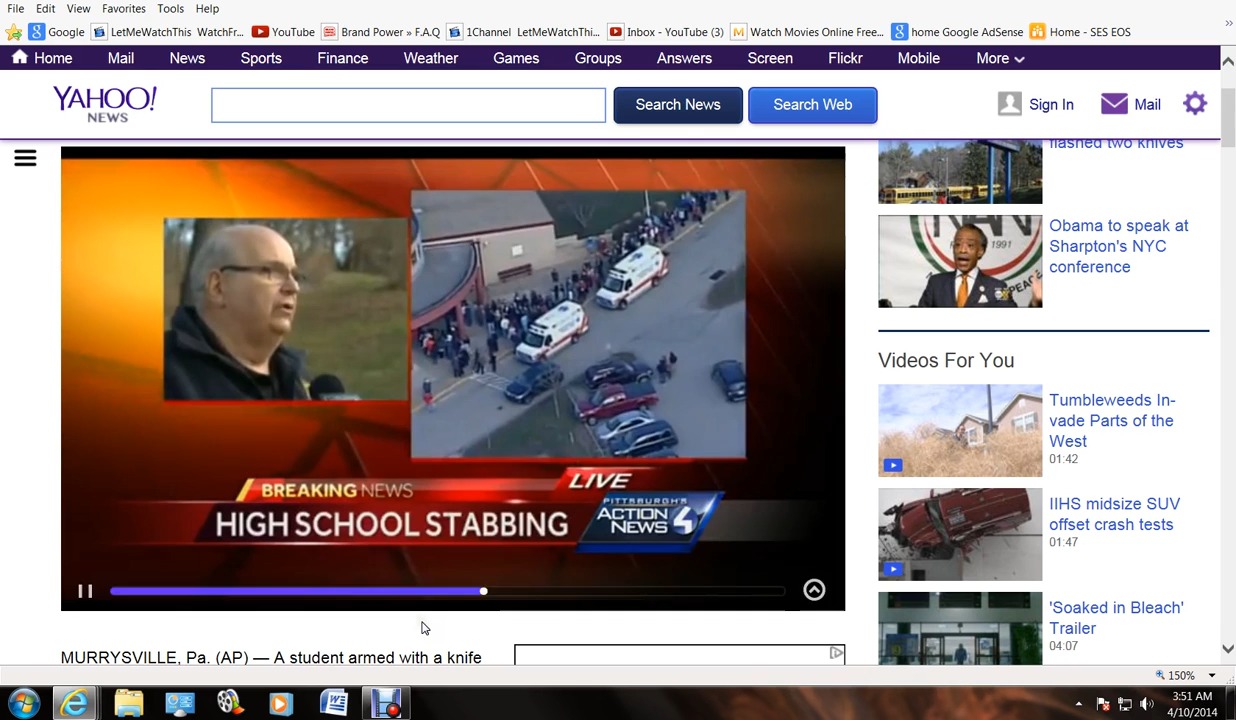 File Edit View Favorites Tools Help
Google LetMeWatchThis WatchFr... YouTube Brand Power » F.A.Q 1Channel LetMeWatchThi... Inbox - YouTube (3) Watch Movies Online Free... home Google AdSense Home - SES EOS
Home Mail News Sports Finance Weather Games Groups Answers Screen Flickr Mobile More
YAHOO! NEWS
Search News Search Web Sign In Mail
flashed two knives
1991
PEACE
Obama to speak at
Sharpton's NYC
conference
Videos For You
Tumbleweeds In-
vade Parts of the
West
01:42
IIHS midsize SUV
offset crash tests
01:47
'Soaked in Bleach'
Trailer
04:07
BREAKING NEWS
LIVE
HIGH SCHOOL STABBING
PITTSBURGH'S
ACTION
NEWS 4
MURRYSVILLE, Pa. (AP) — A student armed with a knife
150%
3:51 AM
4/10/2014